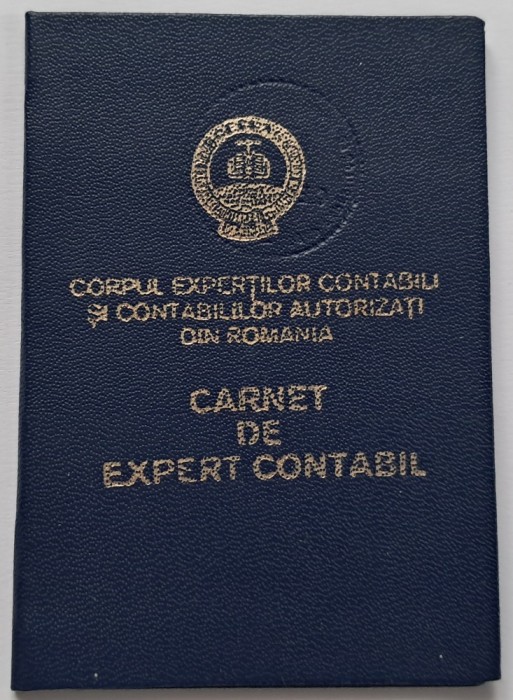 CORPUL EXPERȚILOR CONTABILI
ȘI CONTABILILOR AUTORIZAȚI
DIN ROMANIA
CARNET
DE
EXPERT CONTABIL